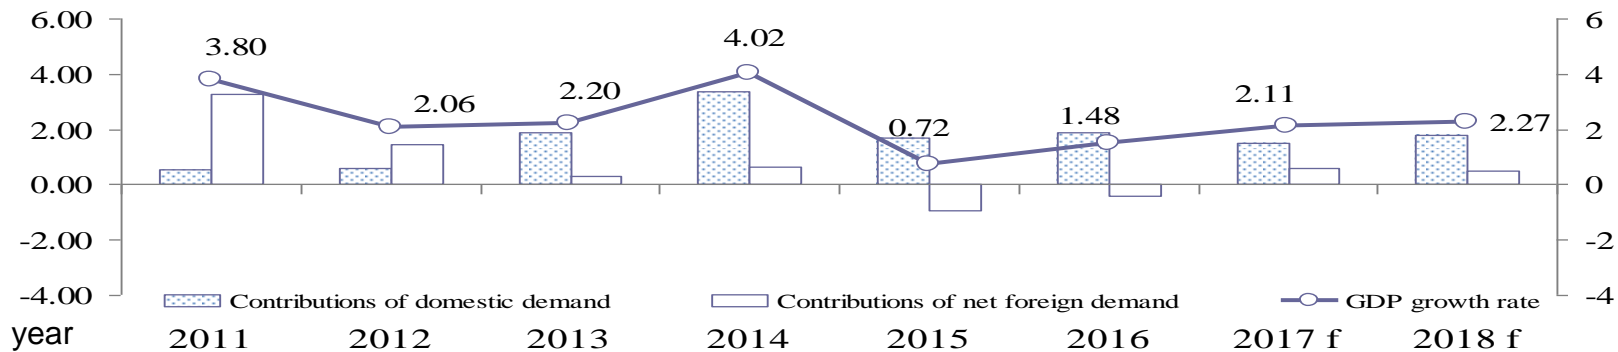 6.00 6
3.80 4.02
4.00 4
2.06 2.20 2.11
2.00 0.72 1.48 2.27 2
0.00 0
-2.00 -2
-4.00 Contributions of domestic demand Contributions of net foreign demand GDP growth rate -4
year 2011 2012 2013 2014 2015 2016 2017 f 2018 f